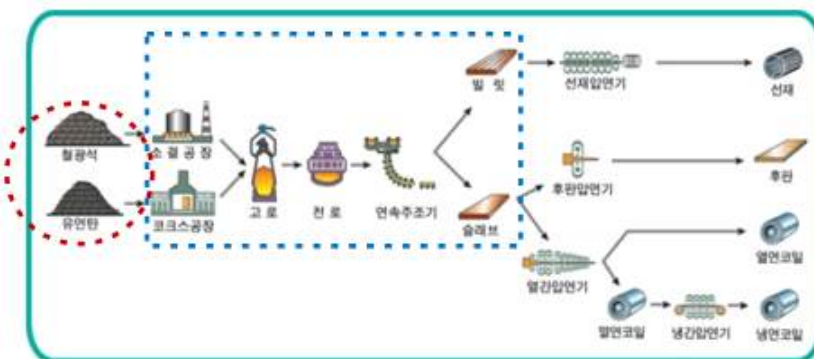 철광석
유연탄
소결공장
코크스공장
고로
전로
연속주조기
빌릿
슬래브
선재압연기
선재
후판압연기
후판
열간압연기
열연코일
열연코일
냉간압연기
냉연코일